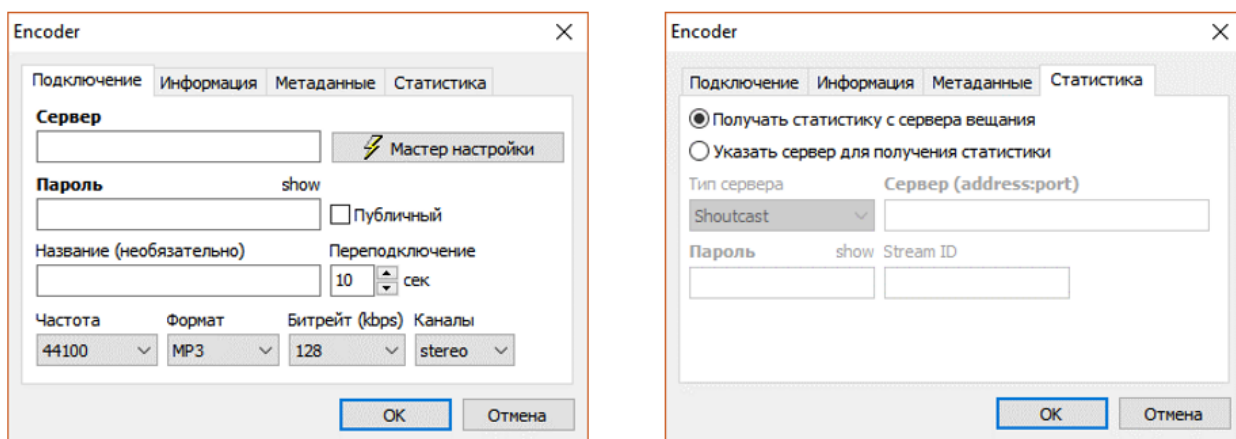 Encoder
Подключение Информация Метаданные Статистика
Сервер
Мастер настройки
Пароль show
Публичный
Название (необязательно) Переподключение
10 сек
Частота Формат Битрейт (kbps) Каналы
44100 MP3 128 stereo
OK Отмена
Encoder
Подключение Информация Метаданные Статистика
Получать статистику с сервера вещания
Указать сервер для получения статистики
Тип сервера Сервер (address:port)
Shoutcast
Пароль show Stream ID
OK Отмена